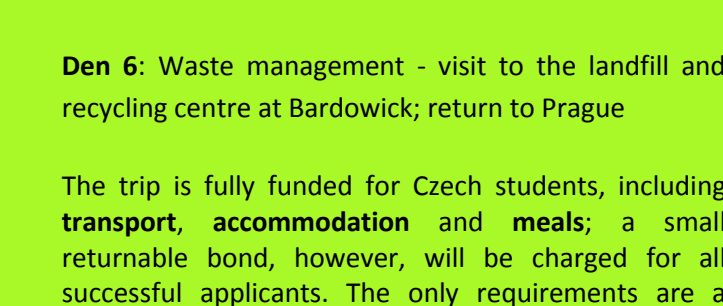 Den 6: Waste management - visit to the landfill and
recycling centre at Bardowick; return to Prague
The trip is fully funded for Czech students, including
transport, accommodation and meals; a small
returnable bond, however, will be charged for all
successful applicants. The only requirements are a